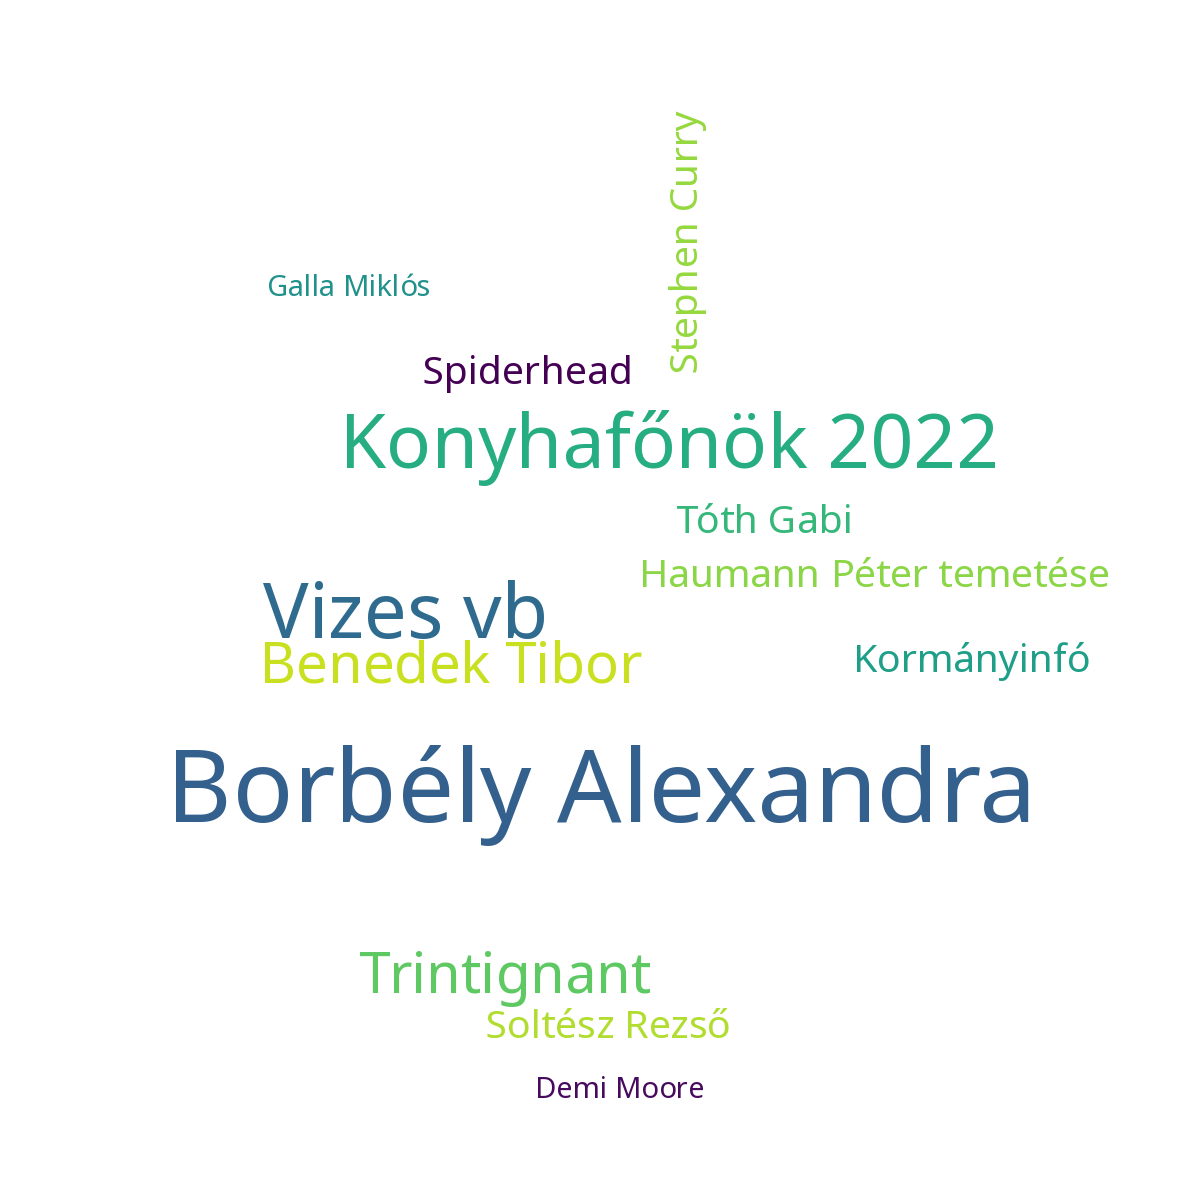 Stephen Curry
Galla Miklós
Spiderhead
Konyhafőnök 2022
Tóth Gabi
Haumann Péter temetése
Vizes vb
Benedek Tibor
Kormányinfó
Borbély Alexandra
Trintignant
Soltész Rezső
Demi Moore